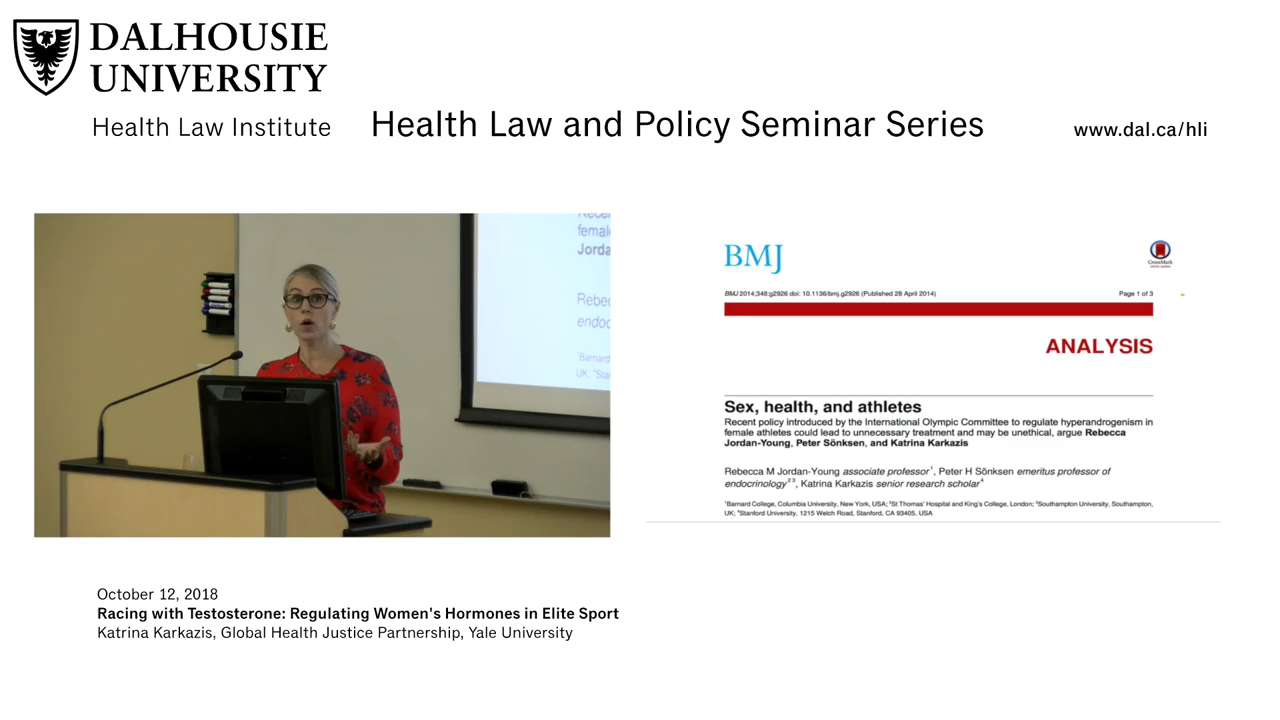 DALHOUSIE
UNIVERSITY
Health Law Institute
Health Law and Policy Seminar Series
www.dal.ca/hli
female
Jorda
Rebec
endoc
UK.
BMJ
CrossMark
BMJ 2014;348:g2926 doi: 10.1136/bmj.g2926 (Published 28 April 2014)
Page 1 of 3
ANALYSIS
Sex, health, and athletes
Recent policy introduced by the International Olympic Committee to regulate hyperandrogenism in
female athletes could lead to unnecessary treatment and may be unethical, argue Rebecca
Jordan-Young, Peter Sönksen, and Katrina Karkazis
Rebecca M Jordan-Young associate professor¹, Peter H Sönksen emeritus professor of
endocrinology²³, Katrina Karkazis senior research scholar⁴
¹Barnard College, Columbia University, New York, USA; ²St Thomas' Hospital and King's College, London; ³Southampton University, Southampton,
UK; ⁴Stanford University, 1215 Welch Road, Stanford, CA 93405, USA
October 12, 2018
Racing with Testosterone: Regulating Women's Hormones in Elite Sport
Katrina Karkazis, Global Health Justice Partnership, Yale University